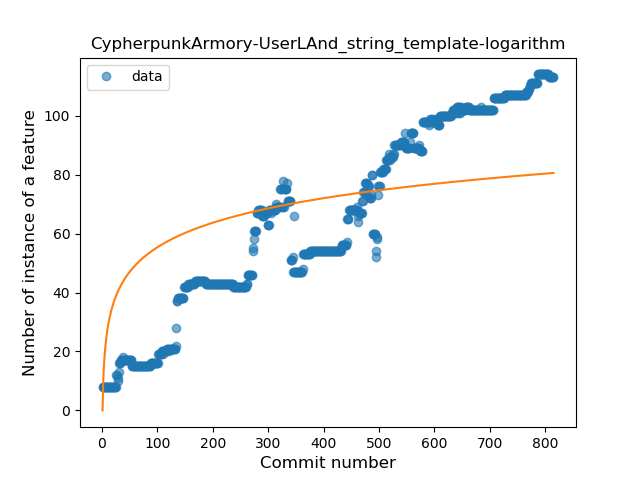 CypherpunkArmory-UserLAnd_string_template-logarithm
data
Number of instance of a feature
100
80
60
40
20
0
0 100 200 300 400 500 600 700 800
Commit number